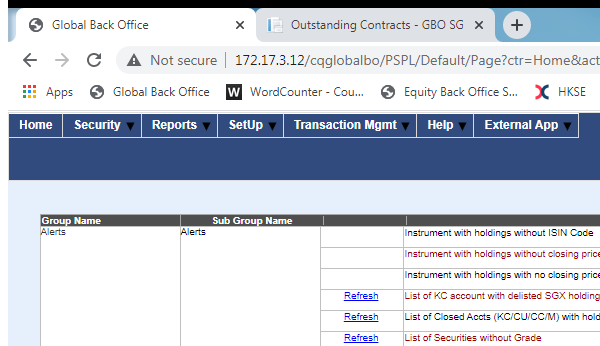 Global Back Office
Outstanding Contracts - GBO SG
Not secure
172.17.3.12/cqglobalbo/PSPL/Default/Page?ctr=Home&act
Apps
Global Back Office
WordCounter - Cou...
Equity Back Office S...
HKSE
Home
Security
Reports
SetUp
Transaction Mgmt
Help
External App
Group Name
Sub Group Name
Alerts
Alerts
Instrument with holdings without ISIN Code
Instrument with holdings without closing price
Instrument with holdings with no closing price
Refresh
List of KC account with delisted SGX holding
Refresh
List of Closed Accts (KC/CU/CC/M) with hold
Refresh
List of Securities without Grade